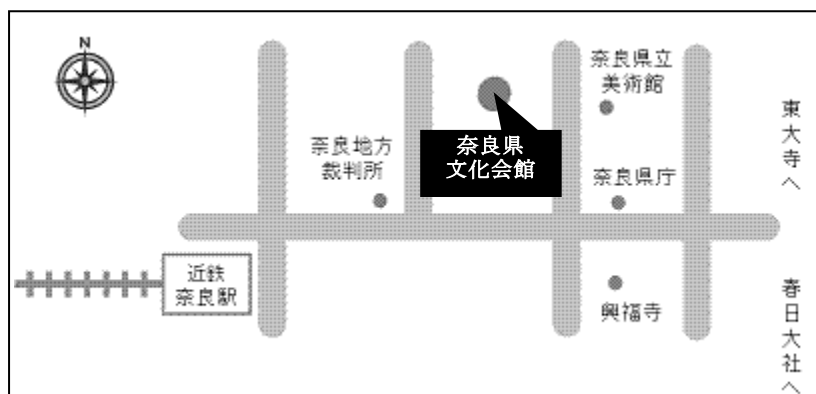 N
奈良県立
美術館
東大寺へ
奈良地方
裁判所
奈良県
文化会館
奈良県庁
近鉄
奈良駅
興福寺
春日大社へ